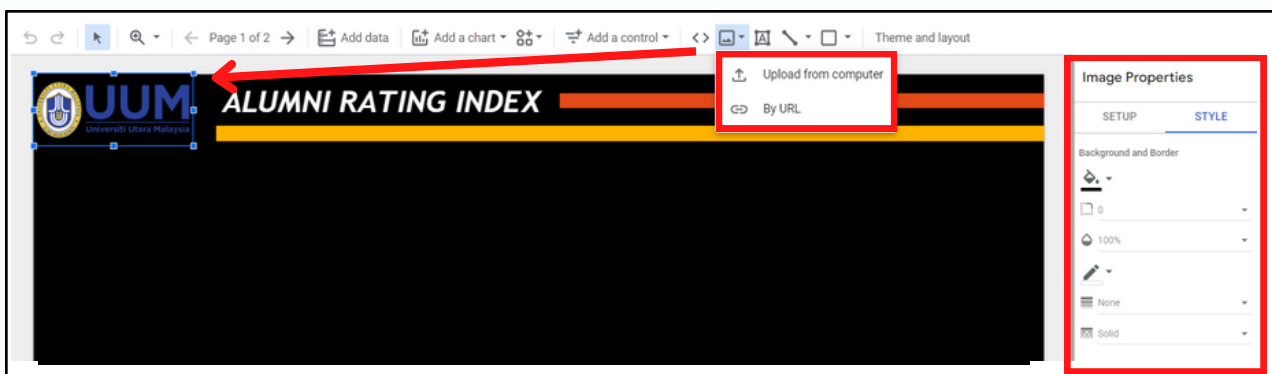 Page 1 of 2 Add data Add a chart Add a control Theme and layout
Upload from computer
By URL
UUM
Universiti Utara Malaysia
ALUMNI RATING INDEX
Image Properties
SETUP STYLE
Background and Border
0
100%
None
Solid